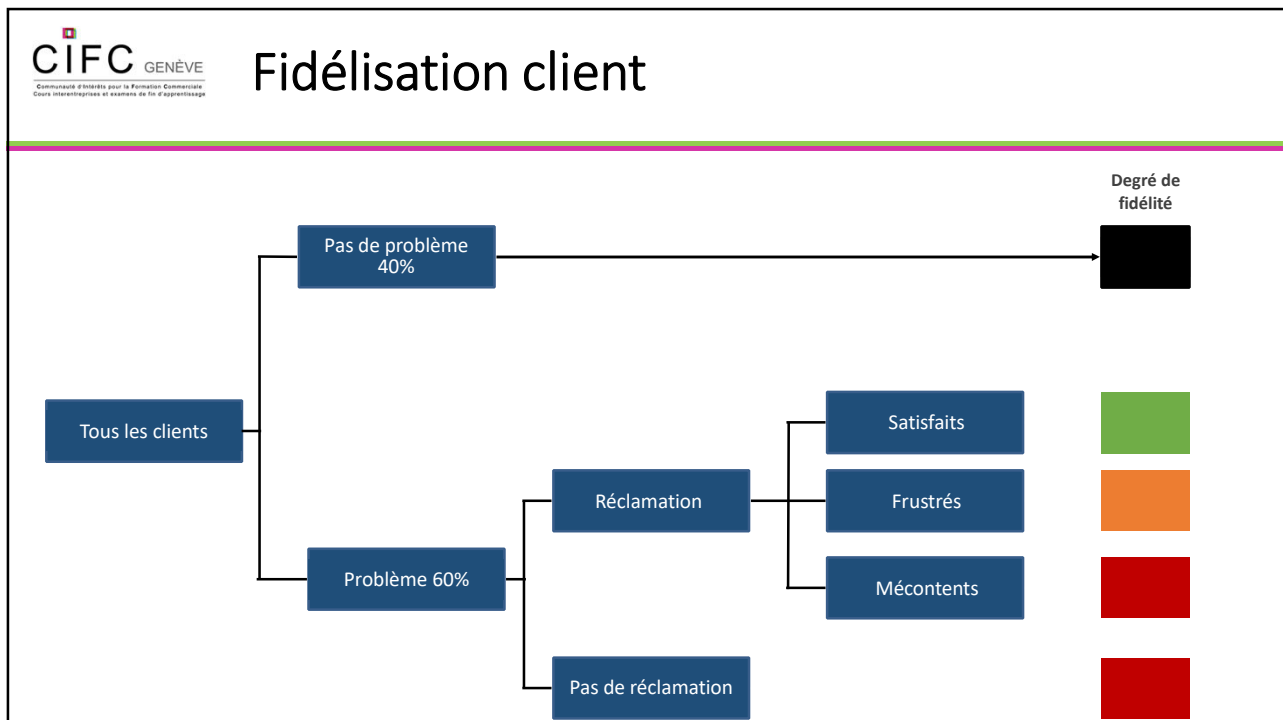 CIFC GENÈVE
Communauté d'Intérêts pour la Formation Commerciale
Cours interentreprises et examens de fin d'apprentissage
Fidélisation client
Degré de
fidélité
Pas de problème
40%
Tous les clients
Satisfaits
Réclamation
Frustrés
Problème 60%
Mécontents
Pas de réclamation